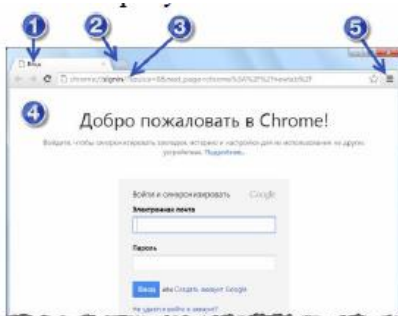 1
2
3
5
Вход
chrome://signin/?source=0&next_page=chrome%3A%2F%2Fnewtab%2F
4
Добро пожаловать в Chrome!
Войдите, чтобы синхронизировать закладки, историю и настройки для их использования на других
устройствах. Подробнее.
Войти и синхронизировать Google
Электронная почта
Пароль
Вход или Создать аккаунт Google
Не удается войти в аккаунт?